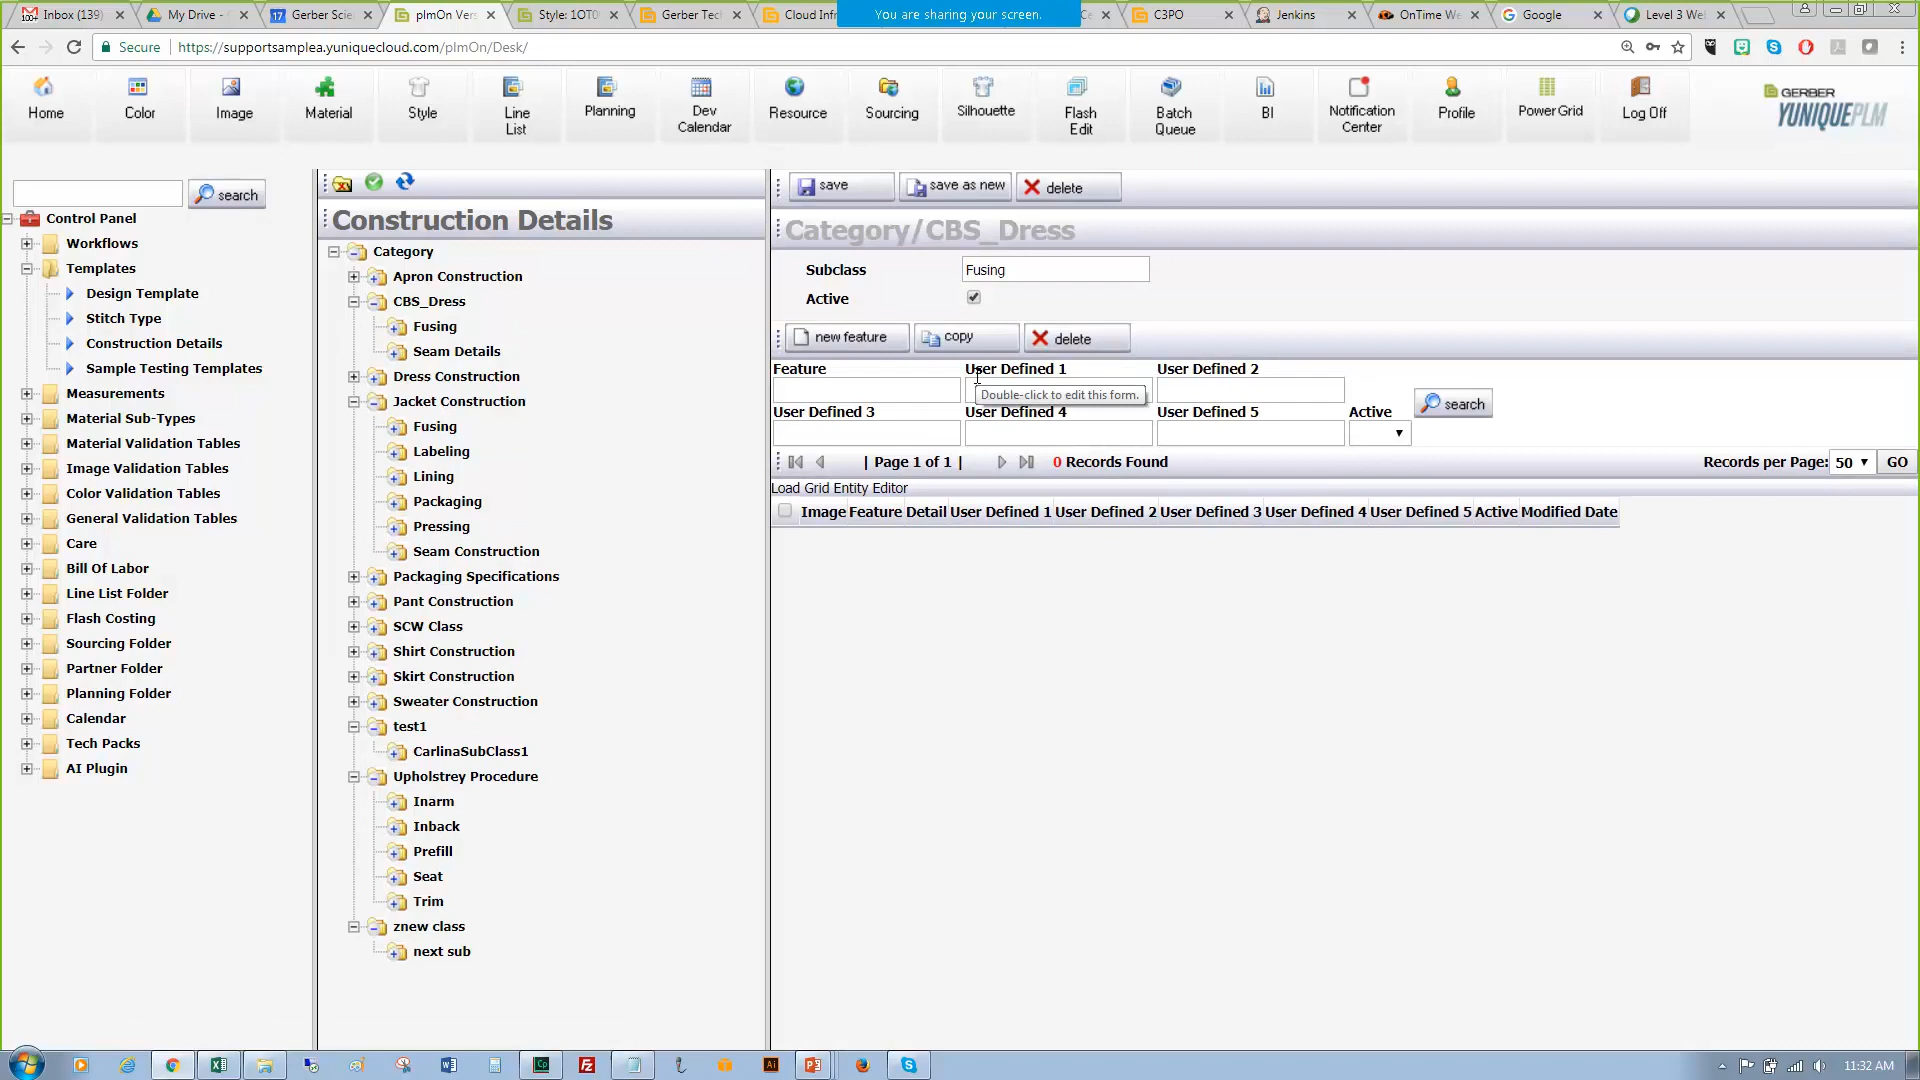 Inbox (139)
My Drive -
Gerber Scie
plmOn Vers
Style: 1OT0
Gerber Tec
Cloud Infr
You are sharing your screen.
C3PO
Jenkins
OnTime We
Google
Level 3 We
Secure | https://supportsamplea.yuniquecloud.com/plmOn/Desk/
Home
Color
Image
Material
Style
Line List
Planning
Dev Calendar
Resource
Sourcing
Silhouette
Flash Edit
Batch Queue
BI
Notification Center
Profile
Power Grid
Log Off
GERBER
YUNIQUEPLM
search
Control Panel
Workflows
Templates
Design Template
Stitch Type
Construction Details
Sample Testing Templates
Measurements
Material Sub-Types
Material Validation Tables
Image Validation Tables
Color Validation Tables
General Validation Tables
Care
Bill Of Labor
Line List Folder
Flash Costing
Sourcing Folder
Partner Folder
Planning Folder
Calendar
Tech Packs
AI Plugin
Construction Details
Category
Apron Construction
CBS_Dress
Fusing
Seam Details
Dress Construction
Jacket Construction
Fusing
Labeling
Lining
Packaging
Pressing
Seam Construction
Packaging Specifications
Pant Construction
SCW Class
Shirt Construction
Skirt Construction
Sweater Construction
test1
CarlinaSubClass1
Upholstrey Procedure
Inarm
Inback
Prefill
Seat
Trim
znew class
next sub
save save as new delete
Category/CBS_Dress
Subclass Fusing
Active
new feature copy delete
Feature User Defined 1 User Defined 2
Double-click to edit this form.
search
User Defined 3 User Defined 4 User Defined 5 Active
| Page 1 of 1 | 0 Records Found Records per Page: 50 GO
Load Grid Entity Editor
Image Feature Detail User Defined 1 User Defined 2 User Defined 3 User Defined 4 User Defined 5 Active Modified Date
11:32 AM